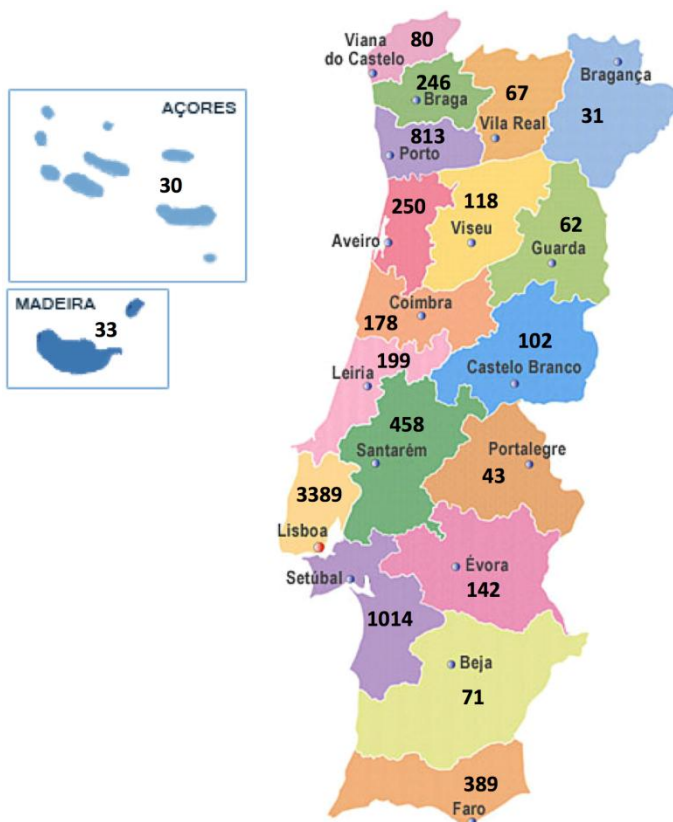 80
Viana
do Castelo
246
Braga
67
Vila Real
Bragança
31
813
Porto
AÇORES
30
250
Aveiro
118
Viseu
62
Guarda
MADEIRA
33
Coimbra
178
102
Castelo Branco
199
Leiria
458
Santarém
Portalegre
43
3389
Lisboa
Setúbal
Évora
142
1014
Beja
71
389
Faro